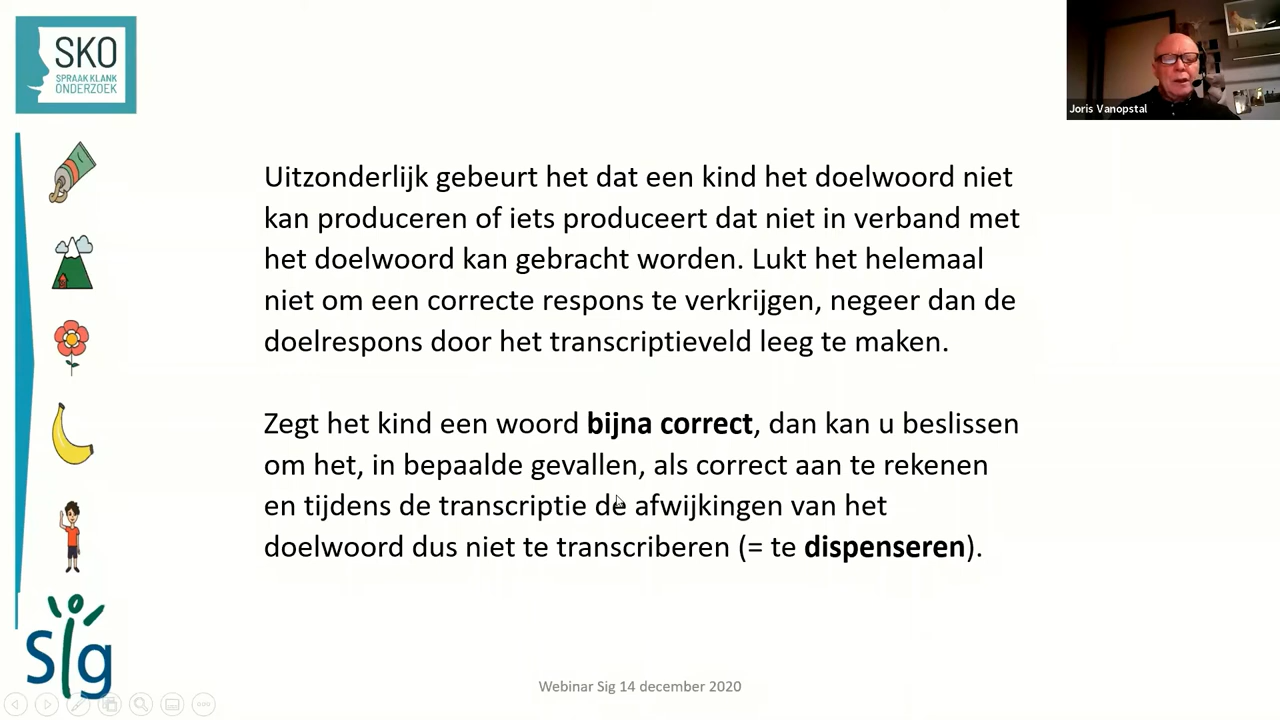 SKO
SPRAAK KLANK
ONDERZOEK
Joris Vanopstal
Uitzonderlijk gebeurt het dat een kind het doelwoord niet
kan produceren of iets produceert dat niet in verband met
het doelwoord kan gebracht worden. Lukt het helemaal
niet om een correcte respons te verkrijgen, negeer dan de
doelrespons door het transcriptieveld leeg te maken.
Zegt het kind een woord bijna correct, dan kan u beslissen
om het, in bepaalde gevallen, als correct aan te rekenen
en tijdens de transcriptie de afwijkingen van het
doelwoord dus niet te transcriberen (= te dispenseren).
Sig
Webinar Sig 14 december 2020